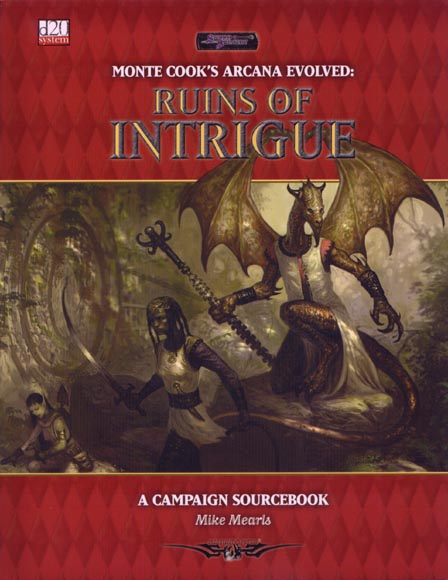 d20
system
MONTE COOK'S ARCANA EVOLVED:
RUINS OF
INTRIGUE
A CAMPAIGN SOURCEBOOK
Mike Mearls